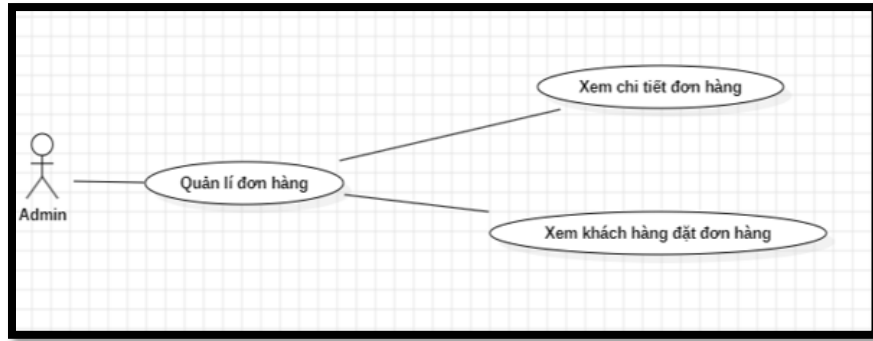 Xem chi tiết đơn hàng
Quản lí đơn hàng
Admin
Xem khách hàng đặt đơn hàng